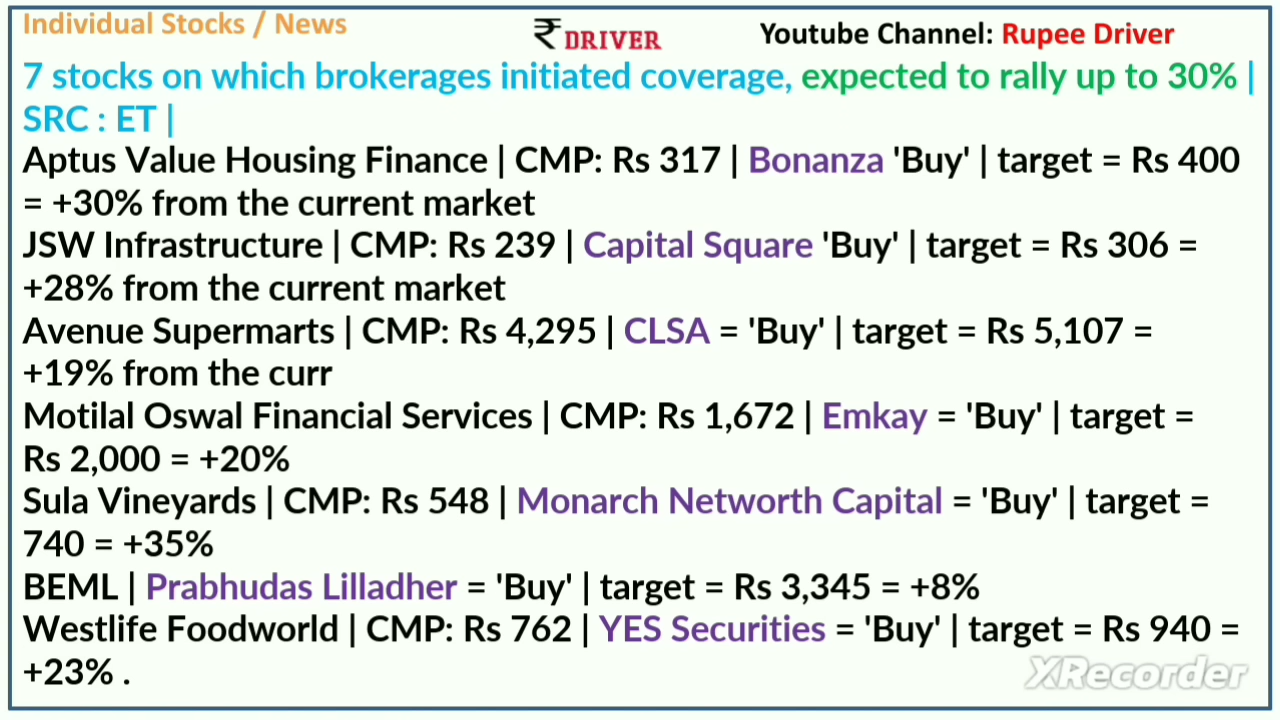 Individual Stocks / News
₹ DRIVER
Youtube Channel: Rupee Driver
7 stocks on which brokerages initiated coverage, expected to rally up to 30% |
SRC : ET |
Aptus Value Housing Finance | CMP: Rs 317 | Bonanza 'Buy' | target = Rs 400
= +30% from the current market
JSW Infrastructure | CMP: Rs 239 | Capital Square 'Buy' | target = Rs 306 =
+28% from the current market
Avenue Supermarts | CMP: Rs 4,295 | CLSA = 'Buy' | target = Rs 5,107 =
+19% from the curr
Motilal Oswal Financial Services | CMP: Rs 1,672 | Emkay = 'Buy' | target =
Rs 2,000 = +20%
Sula Vineyards | CMP: Rs 548 | Monarch Networth Capital = 'Buy' | target =
740 = +35%
BEML | Prabhudas Lilladher = 'Buy' | target = Rs 3,345 = +8%
Westlife Foodworld | CMP: Rs 762 | YES Securities = 'Buy' | target = Rs 940 =
+23% .
XRecorder